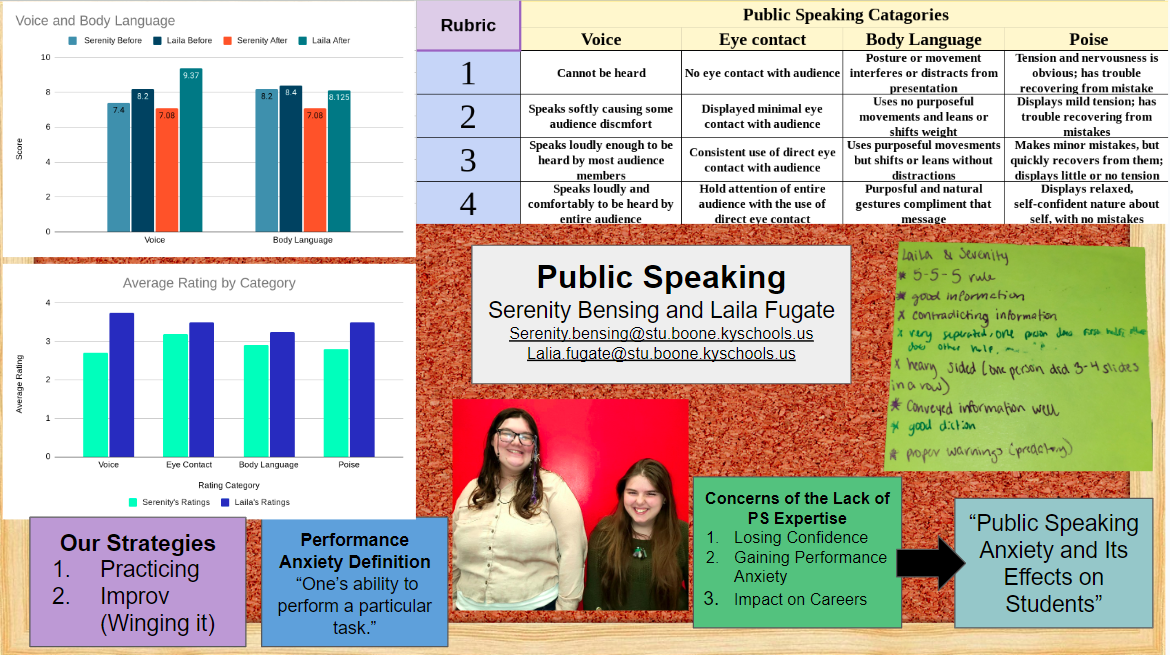 Voice and Body Language
Serenity Before
Laila Before
Serenity After
Laila After
Score
10
8
6
4
2
0
7.4
8.2
7.08
9.37
8.2
8.4
7.08
8.125
Voice
Body Language
Average Rating by Category
Average Rating
4
3
2
1
0
Voice
Eye Contact
Body Language
Poise
Rating Category
Serenity's Ratings
Laila's Ratings
Rubric
Public Speaking Catagories
Voice
Eye contact
Body Language
Poise
1
Cannot be heard
No eye contact with audience
Posture or movement
interferes or distracts from
presentation
Tension and nervousness is
obvious; has trouble
recovering from mistake
2
Speaks softly causing some
audience discmfort
Displayed minimal eye
contact with audience
Uses no purposeful
movements and leans or
shifts weight
Displays mild tension; has
trouble recovering from
mistakes
3
Speaks loudly enough to be
heard by most audience
members
Consistent use of direct eye
contact with audience
Uses purposeful movesments
but shifts or leans without
distractions
Makes minor mistakes, but
quickly recovers from them;
displays little or no tension
4
Speaks loudly and
comfortably to be heard by
entire audience
Hold attention of entire
audience with the use of
direct eye contact
Purposful and natural
gestures compliment that
message
Displays relaxed,
self-confident nature about
self, with no mistakes
Public Speaking
Serenity Bensing and Laila Fugate
Serenity.bensing@stu.boone.kyschools.us
Lalia.fugate@stu.boone.kyschools.us
Laila & Serenity
* 5-5-5 rule
* good information
* contradicting information
* very seperated, one person does half, other
does other help,
* heavy sided (one person did 3-4 slides
in a row)
* Conveyed information well
* good diction
* proper warnings
Our Strategies
1. Practicing
2. Improv
(Winging it)
Performance
Anxiety Definition
"One's ability to
perform a particular
task."
Concerns of the Lack of
PS Expertise
1. Losing Confidence
2. Gaining Performance
Anxiety
3. Impact on Careers
"Public Speaking
Anxiety and Its
Effects on
Students"